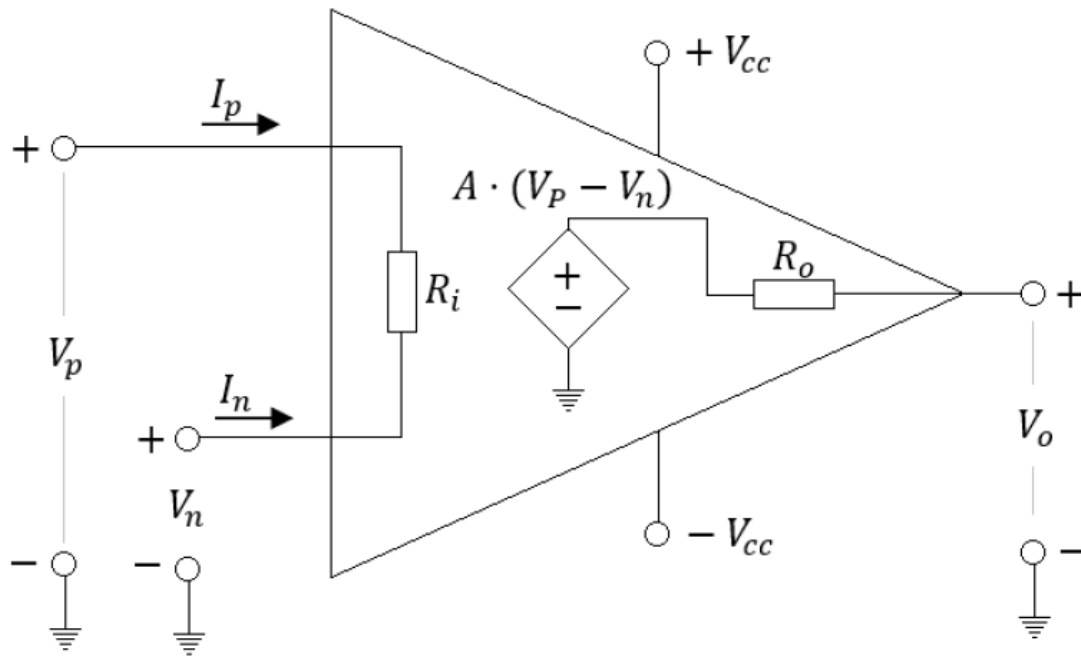 + V_cc
I_p
+
A · (V_P − V_n)
+
−
R_o
R_i
+
V_p
I_n
+
V_n
V_o
− V_cc
−
−
−